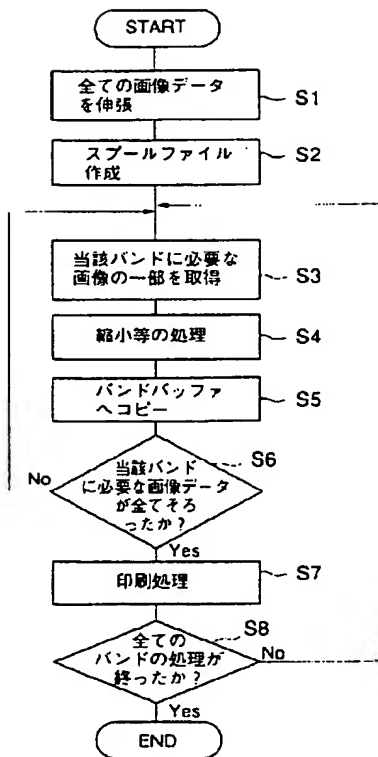 START
全ての画像データ
を伸張
S1
スプールファイル
作成
S2
当該バンドに必要な
画像の一部を取得
S3
縮小等の処理
S4
バンドバッファ
へコピー
S5
S6
当該バンド
に必要な画像データ
が全てそろ
ったか？
No
Yes
印刷処理
S7
S8
全ての
バンドの処理が
終ったか？
No
Yes
END